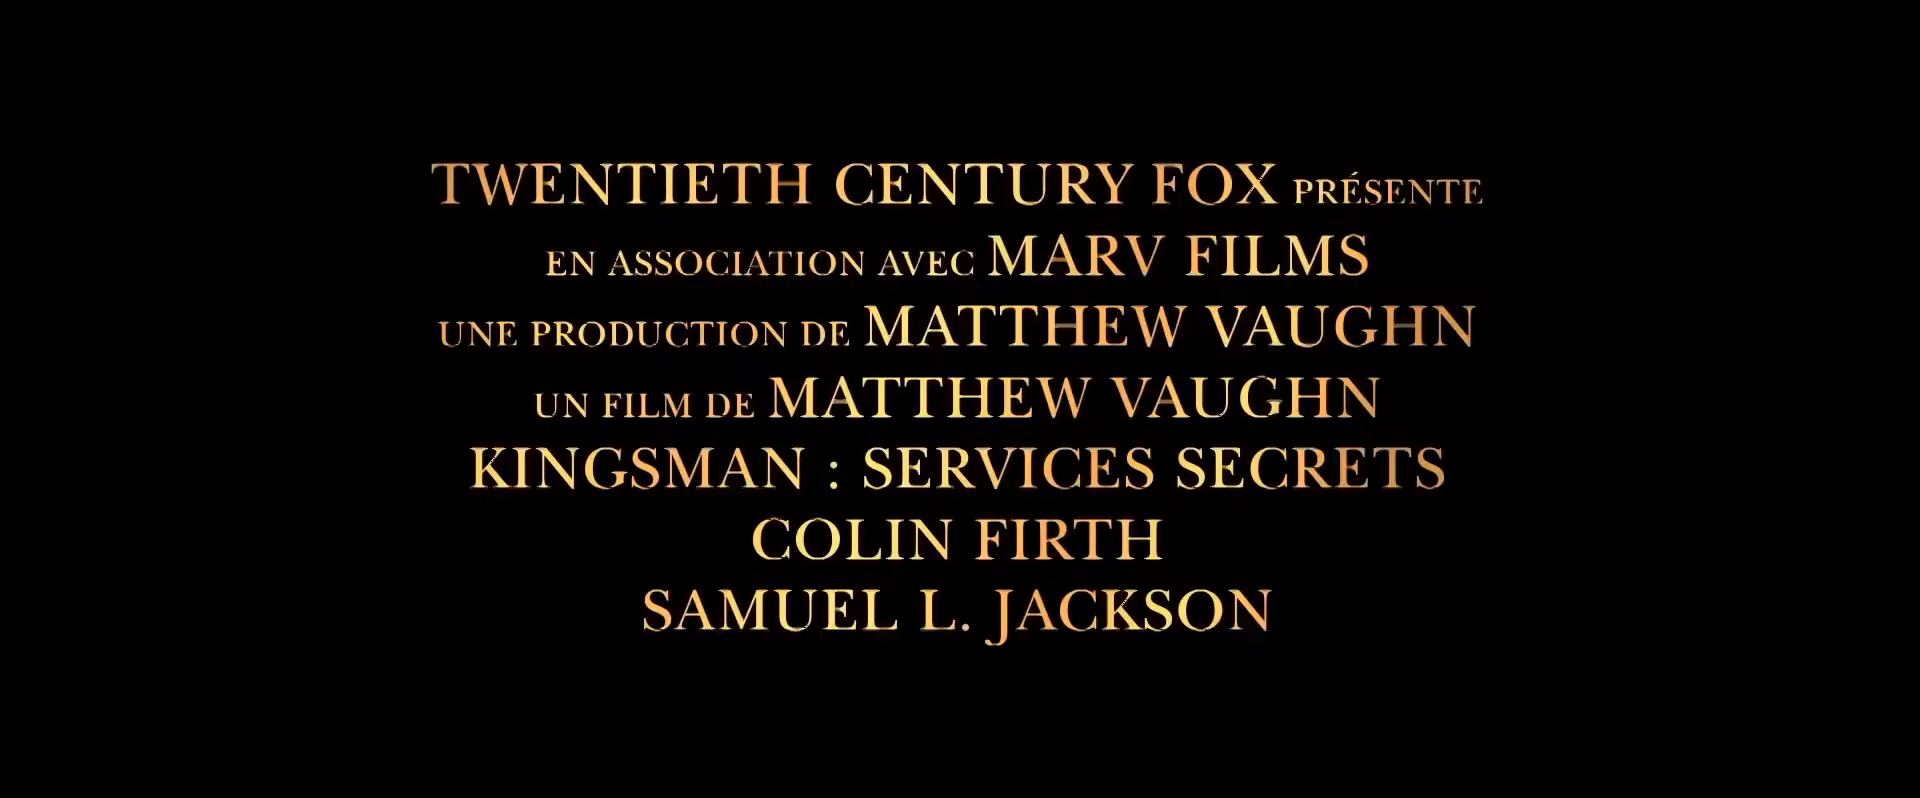 TWENTIETH CENTURY FOX PRÉSENTE
EN ASSOCIATION AVEC MARV FILMS
UNE PRODUCTION DE MATTHEW VAUGHN
UN FILM DE MATTHEW VAUGHN
KINGSMAN : SERVICES SECRETS
COLIN FIRTH
SAMUEL L. JACKSON